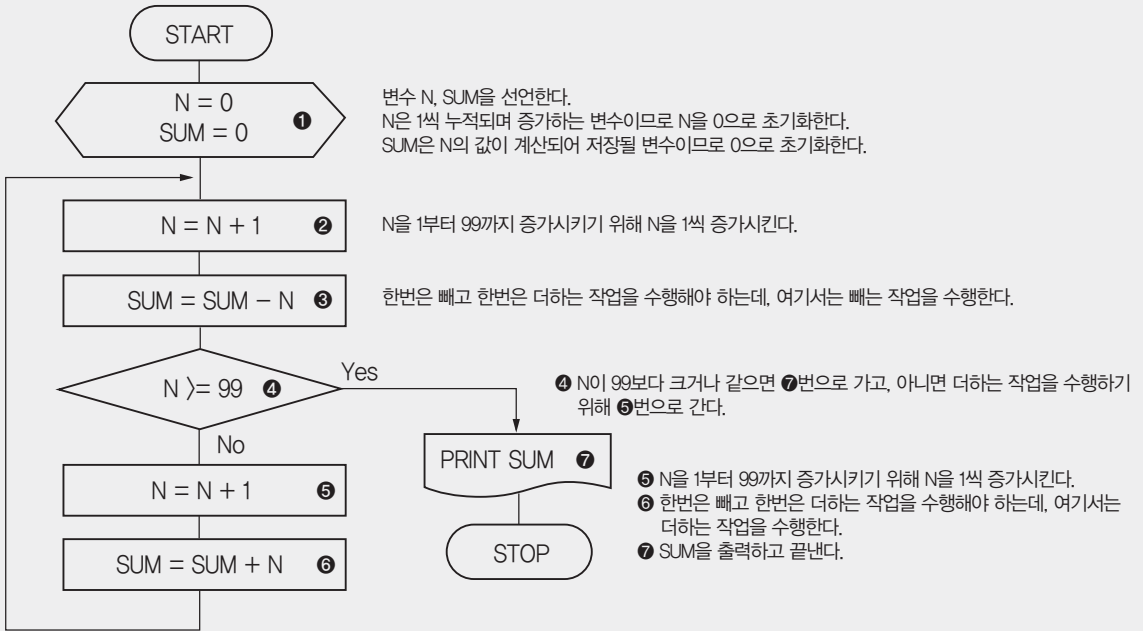 START
N = 0
SUM = 0
❶
변수 N, SUM을 선언한다.
N은 1씩 누적되며 증가하는 변수이므로 N을 0으로 초기화한다.
SUM은 N의 값이 계산되어 저장될 변수이므로 0으로 초기화한다.
N = N + 1 ❷
N을 1부터 99까지 증가시키기 위해 N을 1씩 증가시킨다.
SUM = SUM − N ❸
한번은 빼고 한번은 더하는 작업을 수행해야 하는데, 여기서는 빼는 작업을 수행한다.
N >= 99 ❹
Yes
No
❹ N이 99보다 크거나 같으면 ❼번으로 가고, 아니면 더하는 작업을 수행하기
위해 ❺번으로 간다.
PRINT SUM ❼
N = N + 1 ❺
❺ N을 1부터 99까지 증가시키기 위해 N을 1씩 증가시킨다.
❻ 한번은 빼고 한번은 더하는 작업을 수행해야 하는데, 여기서는
더하는 작업을 수행한다.
❼ SUM을 출력하고 끝낸다.
STOP
SUM = SUM + N ❻